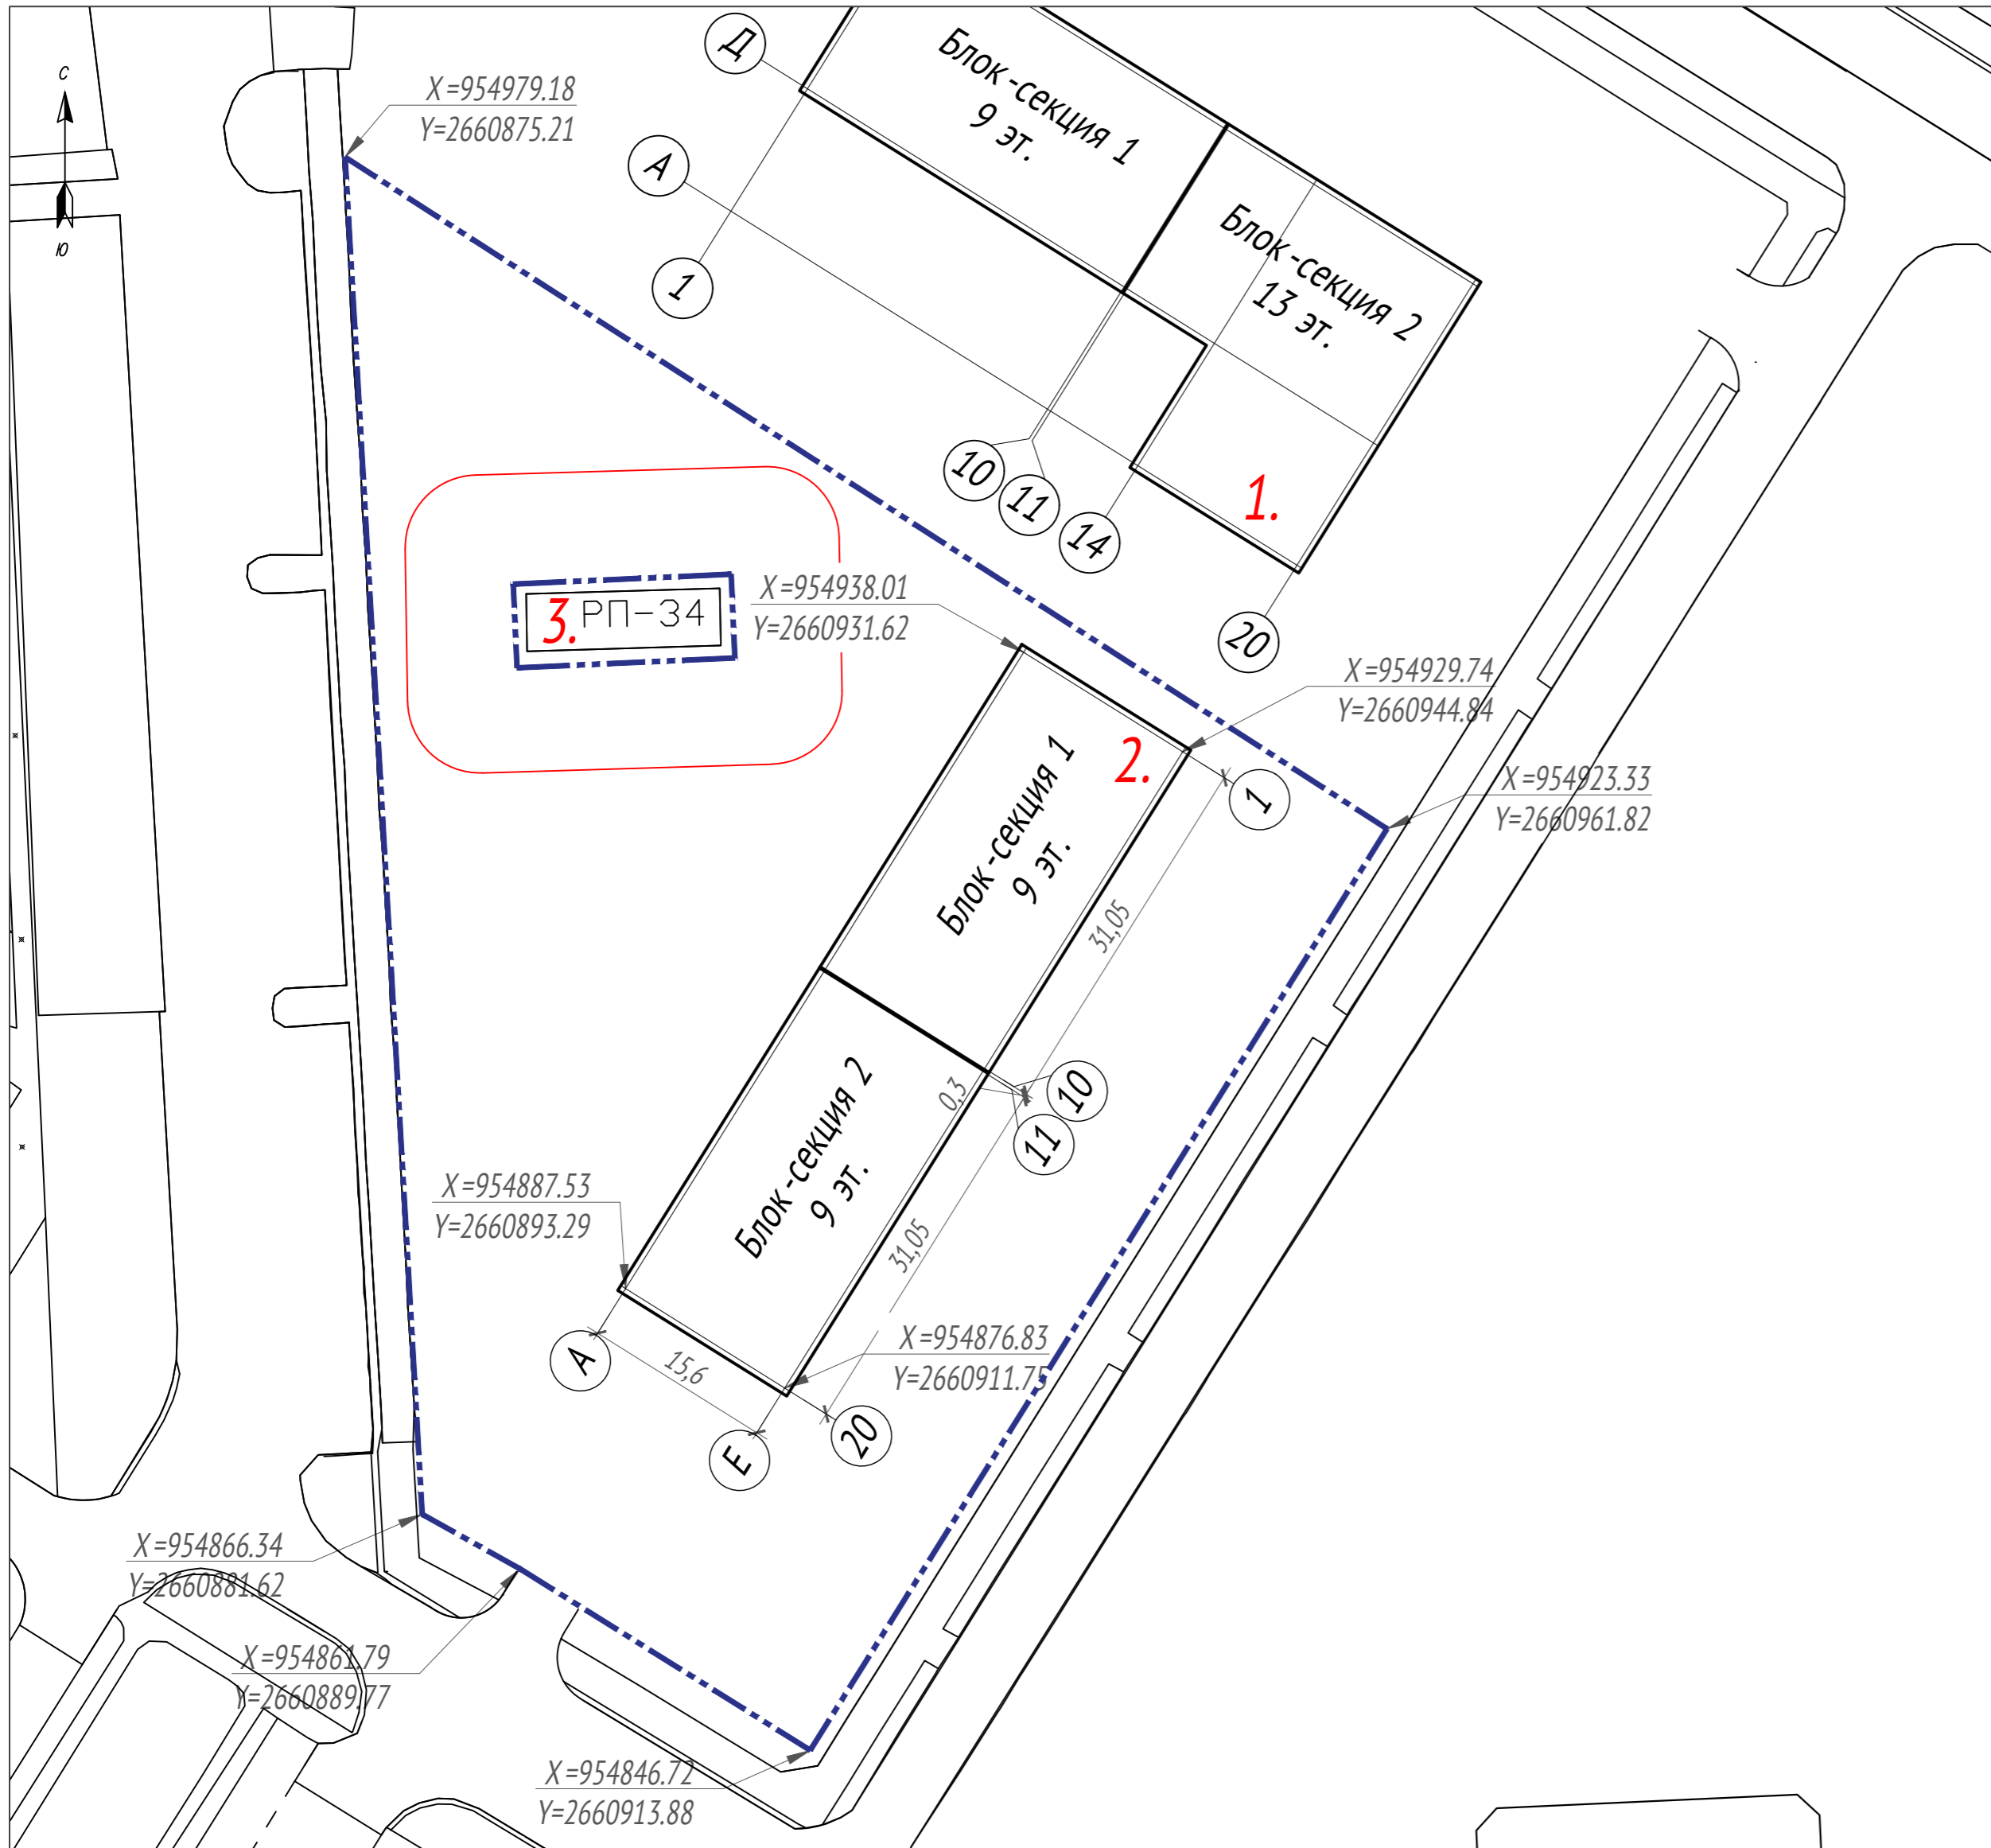 С
Ю
X=954979.18
Y=2660875.21
Д
А
1
Блок-секция 1
9 эт.
Блок-секция 2
13 эт.
10
11
14
20
1.
3.
РП-34
X=954938.01
Y=2660931.62
X=954929.74
Y=2660944.84
X=954923.33
Y=2660961.82
2.
1
Блок-секция 1
9 эт.
31,05
0,3
10
11
Блок-секция 2
9 эт.
31,05
X=954887.53
Y=2660893.29
X=954876.83
Y=2660911.75
А
15,6
Е
20
X=954866.34
Y=2660881.62
X=954861.79
Y=2660889.77
X=954846.72
Y=2660913.88